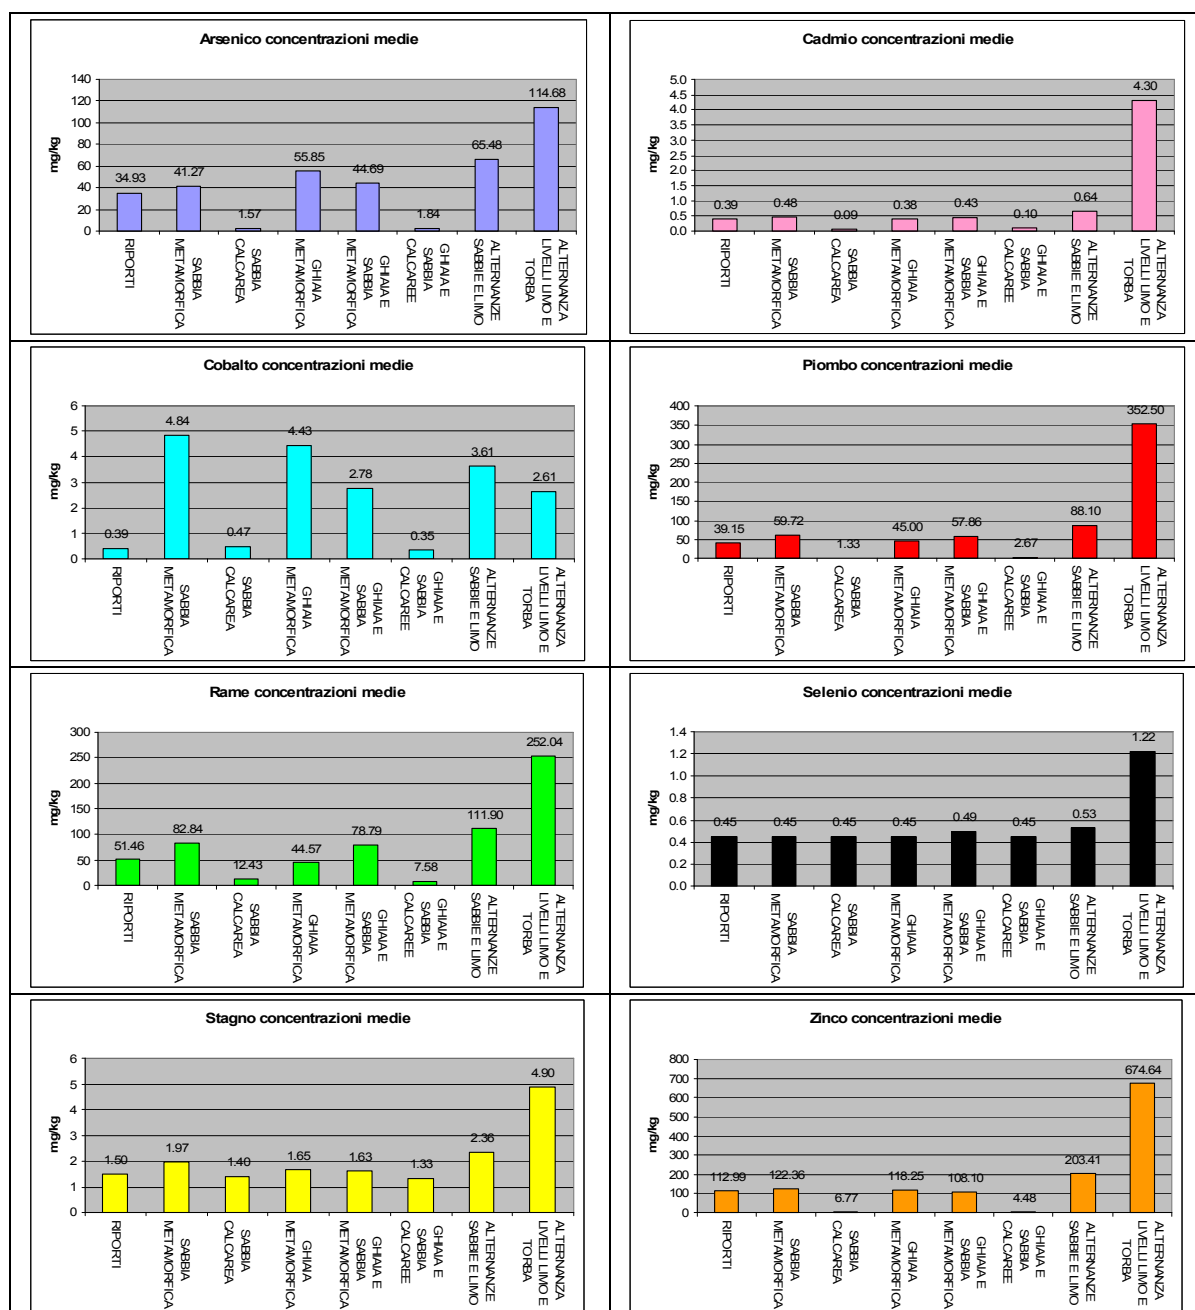 Arsenico concentrazioni medie
mg/kg
140
120
100
80
60
40
20
0
34.93
41.27
1.57
55.85
44.69
1.84
65.48
114.68
RIPORTI
SABBIA
METAMORFICA
SABBIA
CALCAREA
GHIAIA
METAMORFICA
GHIAIA E
SABBIA
METAMORFICA
GHIAIA E
SABBIA
CALCAREE
ALTERNANZE
SABBIE E LIMO
ALTERNANZA
LIVELLI LIMO E
TORBA
Cadmio concentrazioni medie
mg/kg
5.0
4.5
4.0
3.5
3.0
2.5
2.0
1.5
1.0
0.5
0.0
0.39
0.48
0.09
0.38
0.43
0.10
0.64
4.30
RIPORTI
SABBIA
METAMORFICA
SABBIA
CALCAREA
GHIAIA
METAMORFICA
GHIAIA E
SABBIA
METAMORFICA
GHIAIA E
SABBIA
CALCAREE
ALTERNANZE
SABBIE E LIMO
ALTERNANZA
LIVELLI LIMO E
TORBA
Cobalto concentrazioni medie
mg/kg
6
5
4
3
2
1
0
0.39
4.84
0.47
4.43
2.78
0.35
3.61
2.61
RIPORTI
SABBIA
METAMORFICA
SABBIA
CALCAREA
GHIAIA
METAMORFICA
GHIAIA E
SABBIA
METAMORFICA
GHIAIA E
SABBIA
CALCAREE
ALTERNANZE
SABBIE E LIMO
ALTERNANZA
LIVELLI LIMO E
TORBA
Piombo concentrazioni medie
mg/kg
400
350
300
250
200
150
100
50
0
39.15
59.72
1.33
45.00
57.86
2.67
88.10
352.50
RIPORTI
SABBIA
METAMORFICA
SABBIA
CALCAREA
GHIAIA
METAMORFICA
GHIAIA E
SABBIA
METAMORFICA
GHIAIA E
SABBIA
CALCAREE
ALTERNANZE
SABBIE E LIMO
ALTERNANZA
LIVELLI LIMO E
TORBA
Rame concentrazioni medie
mg/kg
300
250
200
150
100
50
0
51.46
82.84
12.43
44.57
78.79
7.58
111.90
252.04
RIPORTI
SABBIA
METAMORFICA
SABBIA
CALCAREA
GHIAIA
METAMORFICA
GHIAIA E
SABBIA
METAMORFICA
GHIAIA E
SABBIA
CALCAREE
ALTERNANZE
SABBIE E LIMO
ALTERNANZA
LIVELLI LIMO E
TORBA
Selenio concentrazioni medie
mg/kg
1.4
1.2
1.0
0.8
0.6
0.4
0.2
0.0
0.45
0.45
0.45
0.45
0.49
0.45
0.53
1.22
RIPORTI
SABBIA
METAMORFICA
SABBIA
CALCAREA
GHIAIA
METAMORFICA
GHIAIA E
SABBIA
METAMORFICA
GHIAIA E
SABBIA
CALCAREE
ALTERNANZE
SABBIE E LIMO
ALTERNANZA
LIVELLI LIMO E
TORBA
Stagno concentrazioni medie
mg/kg
6
5
4
3
2
1
0
1.50
1.97
1.40
1.65
1.63
1.33
2.36
4.90
RIPORTI
SABBIA
METAMORFICA
SABBIA
CALCAREA
GHIAIA
METAMORFICA
GHIAIA E
SABBIA
METAMORFICA
GHIAIA E
SABBIA
CALCAREE
ALTERNANZE
SABBIE E LIMO
ALTERNANZA
LIVELLI LIMO E
TORBA
Zinco concentrazioni medie
mg/kg
800
700
600
500
400
300
200
100
0
112.99
122.36
6.77
118.25
108.10
4.48
203.41
674.64
RIPORTI
SABBIA
METAMORFICA
SABBIA
CALCAREA
GHIAIA
METAMORFICA
GHIAIA E
SABBIA
METAMORFICA
GHIAIA E
SABBIA
CALCAREE
ALTERNANZE
SABBIE E LIMO
ALTERNANZA
LIVELLI LIMO E
TORBA